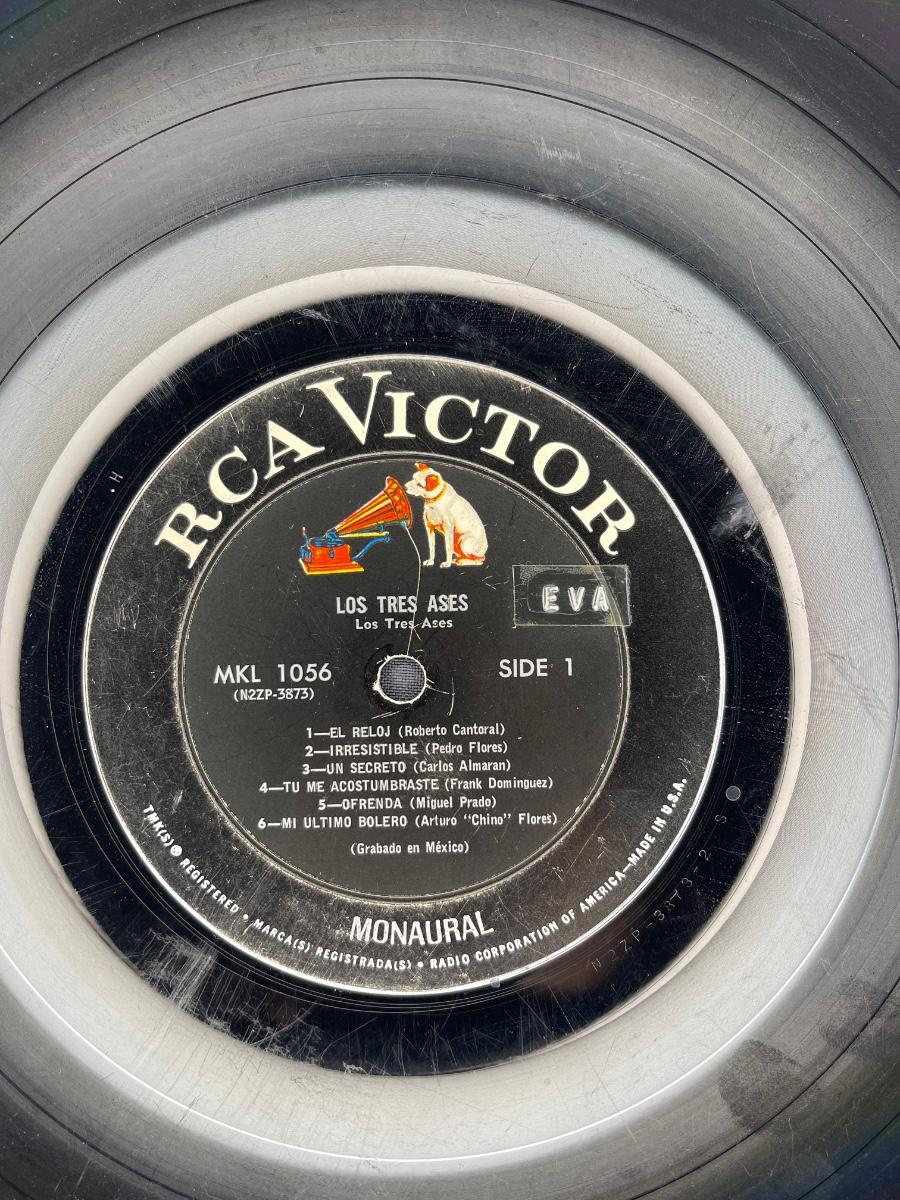 RCA VICTOR
LOS TRES ASES
Los Tres Ases
EVA
MKL 1056
(N2ZP-3873)
SIDE 1
1—EL RELOJ (Roberto Cantoral)
2—IRRESISTIBLE (Pedro Flores)
3—UN SECRETO (Carlos Almaran)
4—TU ME ACOSTUMBRASTE (Frank Dominguez)
5—OFRENDA (Miguel Prado)
6—MI ULTIMO BOLERO (Arturo "Chino" Flores)
(Grabado en México)
MONAURAL
TMK(S) ® REGISTERED • MARCA(S) REGISTRADA(S) • RADIO CORPORATION OF AMERICA—MADE IN U.S.A.
N2ZP-3873-2 S
H